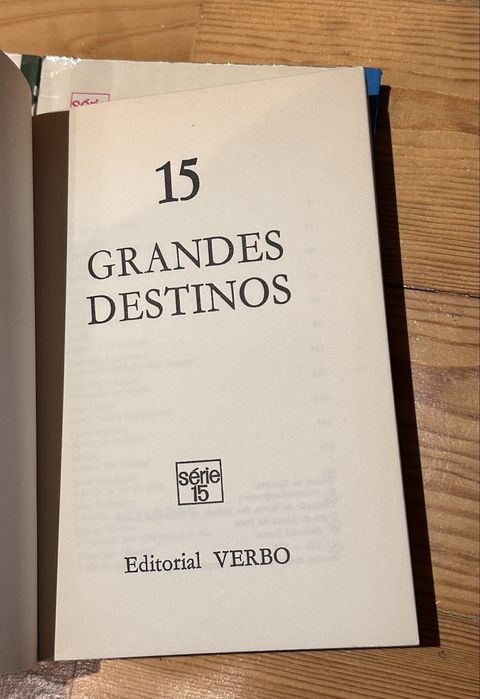 15
GRANDES
DESTINOS
série
15
Editorial VERBO